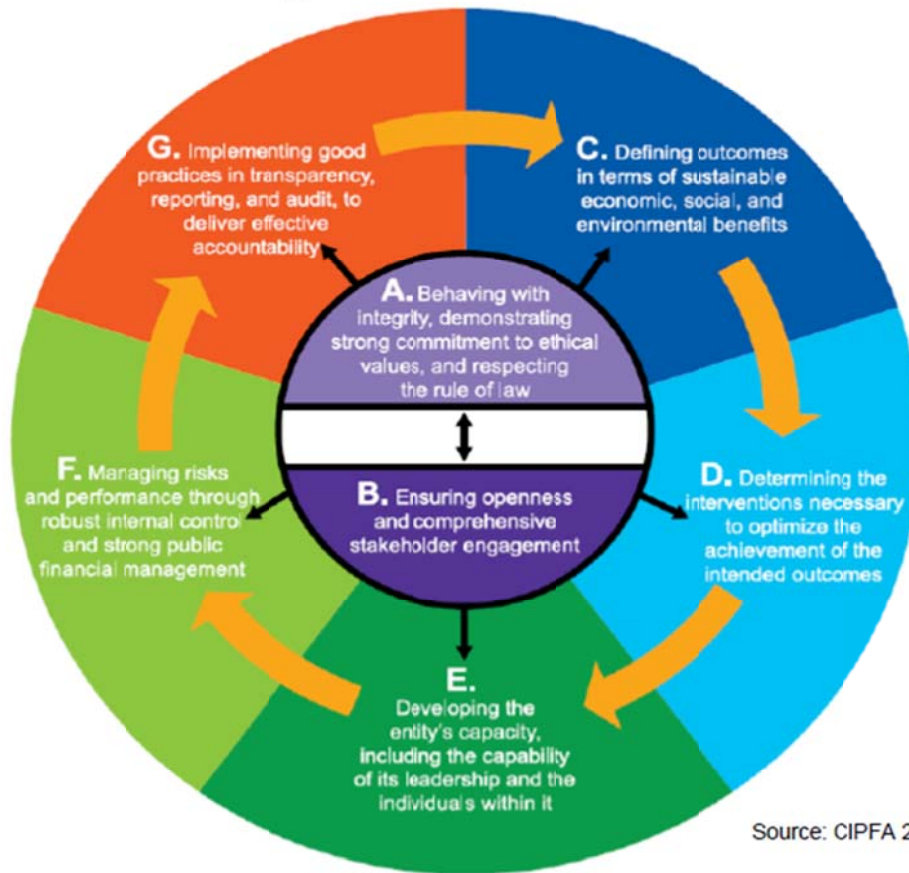 G. Implementing good
practices in transparency,
reporting, and audit, to
deliver effective
accountability
C. Defining outcomes
in terms of sustainable
economic, social, and
environmental benefits
A. Behaving with
integrity, demonstrating
strong commitment to ethical
values, and respecting
the rule of law
B. Ensuring openness
and comprehensive
stakeholder engagement
F. Managing risks
and performance through
robust internal control
and strong public
financial management
D. Determining the
interventions necessary
to optimize the
achievement of the
intended outcomes
E.
Developing the
entity's capacity,
including the capability
of its leadership and the
individuals within it
Source: CIPFA 2